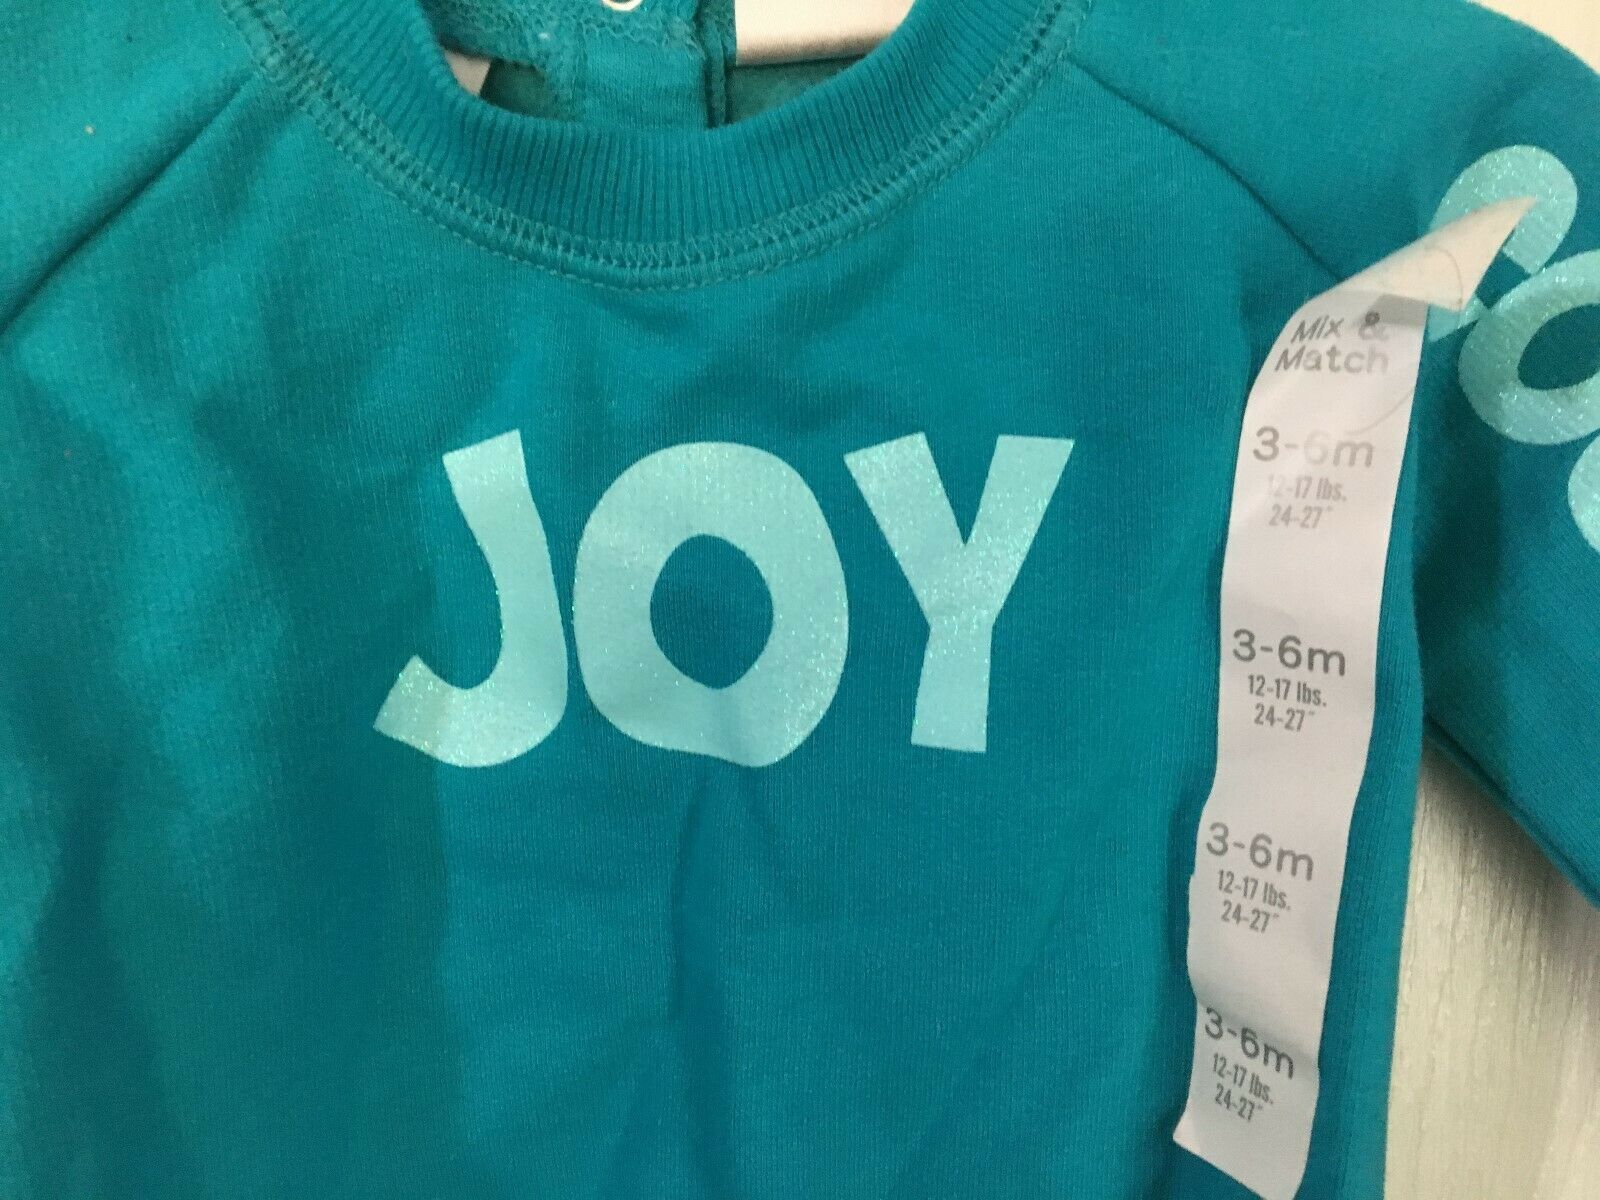 JOY
Mix &
Match
3-6m
12-17 lbs.
24-27"
3-6m
12-17 lbs.
24-27"
3-6m
12-17 lbs.
24-27"
3-6m
12-17 lbs.
24-27"